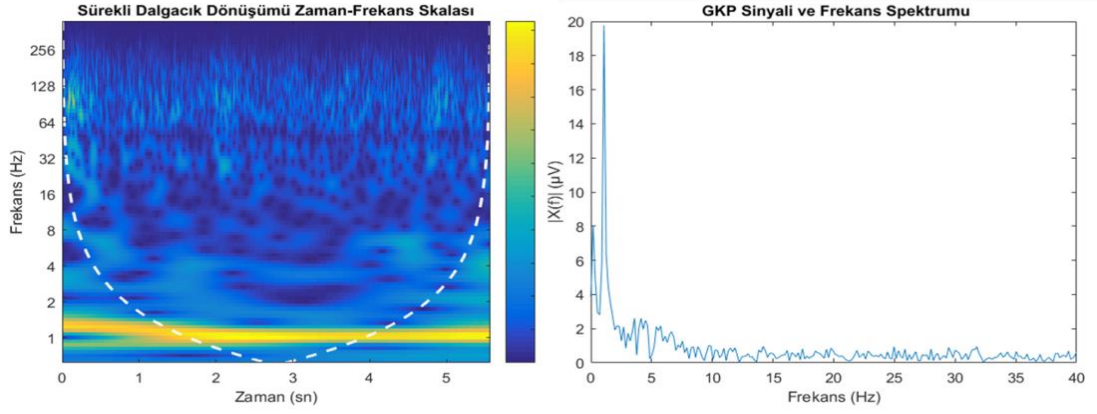 Sürekli Dalgacık Dönüşümü Zaman-Frekans Skalası
Frekans (Hz)
256
128
64
32
16
8
4
2
1
0 1 2 3 4 5
Zaman (sn)
GKP Sinyali ve Frekans Spektrumu
|X(f)| (µV)
20
18
16
14
12
10
8
6
4
2
0
0 5 10 15 20 25 30 35 40
Frekans (Hz)